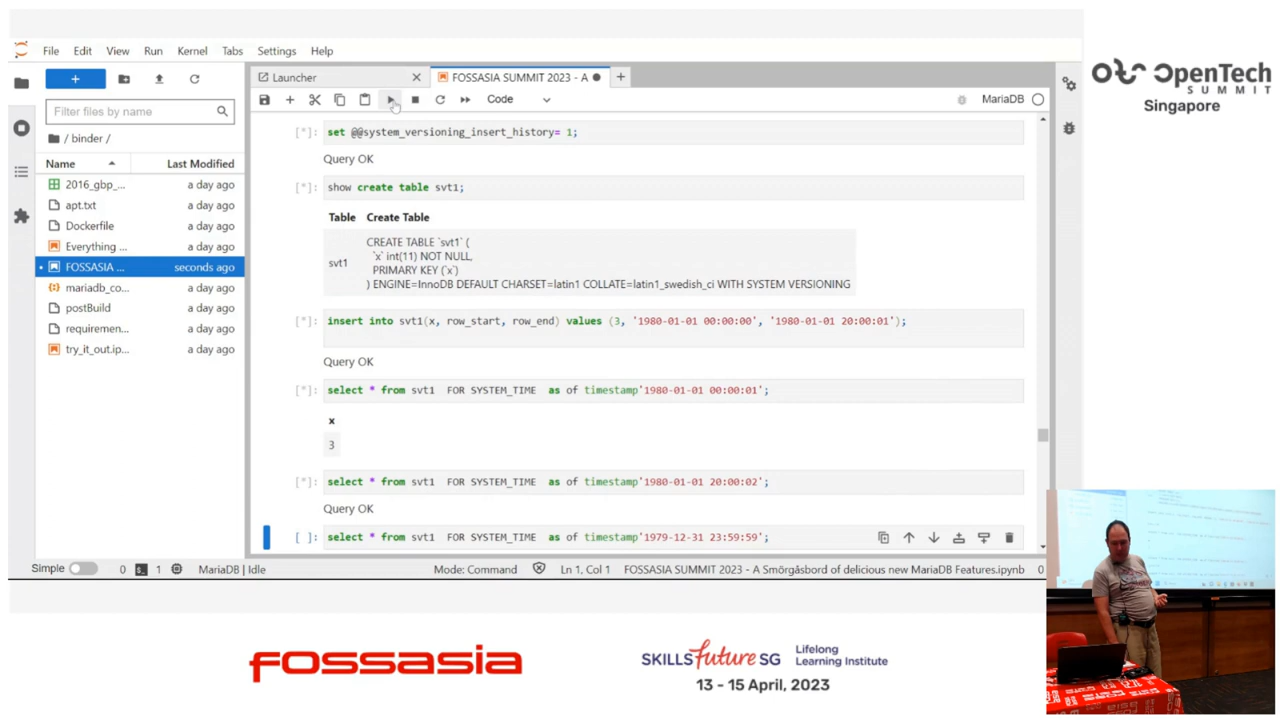 File Edit View Run Kernel Tabs Settings Help
Launcher
FOSSASIA SUMMIT 2023 - A
Code
MariaDB
Filter files by name
/ binder /
Name
Last Modified
2016_gbp_... a day ago
apt.txt a day ago
Dockerfile a day ago
Everything ... a day ago
FOSSASIA ... seconds ago
mariadb_co... a day ago
postBuild a day ago
requiremen... a day ago
try_it_out.ip... a day ago
[*]: set @@system_versioning_insert_history= 1;
Query OK
[*]: show create table svt1;
Table Create Table
CREATE TABLE `svt1` (
`x` int(11) NOT NULL,
svt1
PRIMARY KEY (`x`)
) ENGINE=InnoDB DEFAULT CHARSET=latin1 COLLATE=latin1_swedish_ci WITH SYSTEM VERSIONING
[*]: insert into svt1(x, row_start, row_end) values (3, '1980-01-01 00:00:00', '1980-01-01 20:00:01');
Query OK
[*]: select * from svt1 FOR SYSTEM_TIME as of timestamp'1980-01-01 00:00:01';
x
3
[*]: select * from svt1 FOR SYSTEM_TIME as of timestamp'1980-01-01 20:00:02';
Query OK
[ ]: select * from svt1 FOR SYSTEM_TIME as of timestamp'1979-12-31 23:59:59';
Simple 0 1 MariaDB | Idle Mode: Command Ln 1, Col 1 FOSSASIA SUMMIT 2023 - A Smörgåsbord of delicious new MariaDB Features.ipynb 0
OpenTech
SUMMIT
Singapore
fossasia
SKILLSfuture SG
Lifelong
Learning Institute
13 - 15 April, 2023